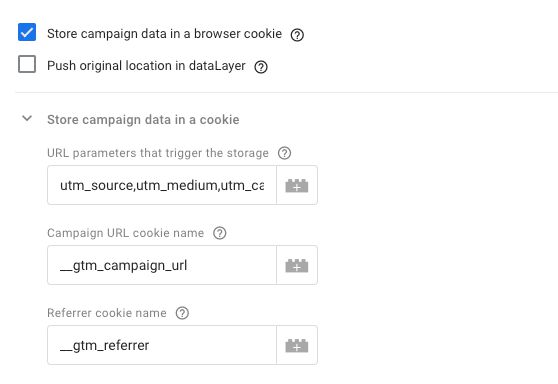 Store campaign data in a browser cookie
Push original location in dataLayer
Store campaign data in a cookie
URL parameters that trigger the storage
utm_source,utm_medium,utm_ca
Campaign URL cookie name
__gtm_campaign_url
Referrer cookie name
__gtm_referrer